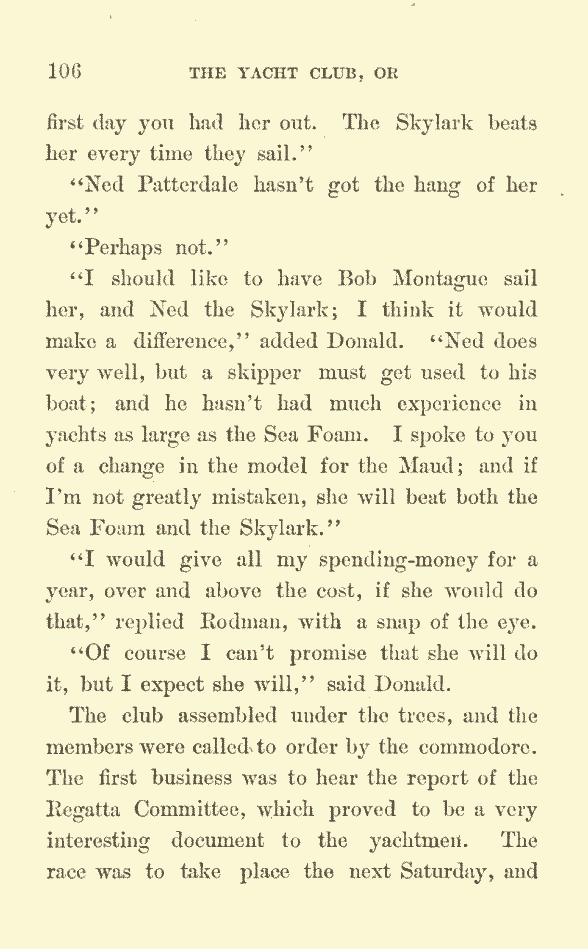 106 THE YACHT CLUB, OR
first day you had her out. The Skylark beats
her every time they sail."
"Ned Patterdale hasn't got the hang of her
yet."
"Perhaps not."
"I should like to have Bob Montague sail
her, and Ned the Skylark; I think it would
make a difference," added Donald. "Ned does
very well, but a skipper must get used to his
boat; and he hasn't had much experience in
yachts as large as the Sea Foam. I spoke to you
of a change in the model for the Maud; and if
I'm not greatly mistaken, she will beat both the
Sea Foam and the Skylark."
"I would give all my spending-money for a
year, over and above the cost, if she would do
that," replied Rodman, with a snap of the eye.
"Of course I can't promise that she will do
it, but I expect she will," said Donald.
The club assembled under the trees, and the
members were called to order by the commodore.
The first business was to hear the report of the
Regatta Committee, which proved to be a very
interesting document to the yachtmen. The
race was to take place the next Saturday, and